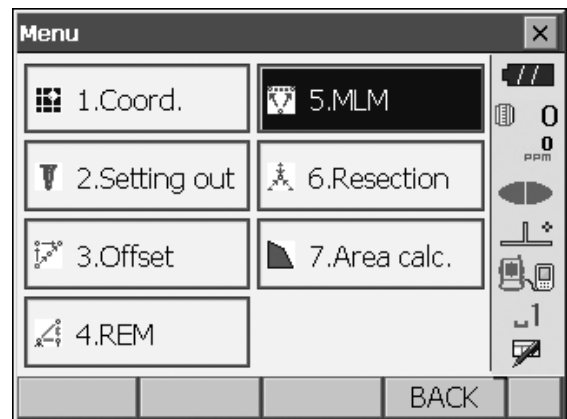 Menu
1.Coord.
5.MLM
2.Setting out
6.Resection
3.Offset
7.Area calc.
4.REM
0
0
PPM
1
BACK